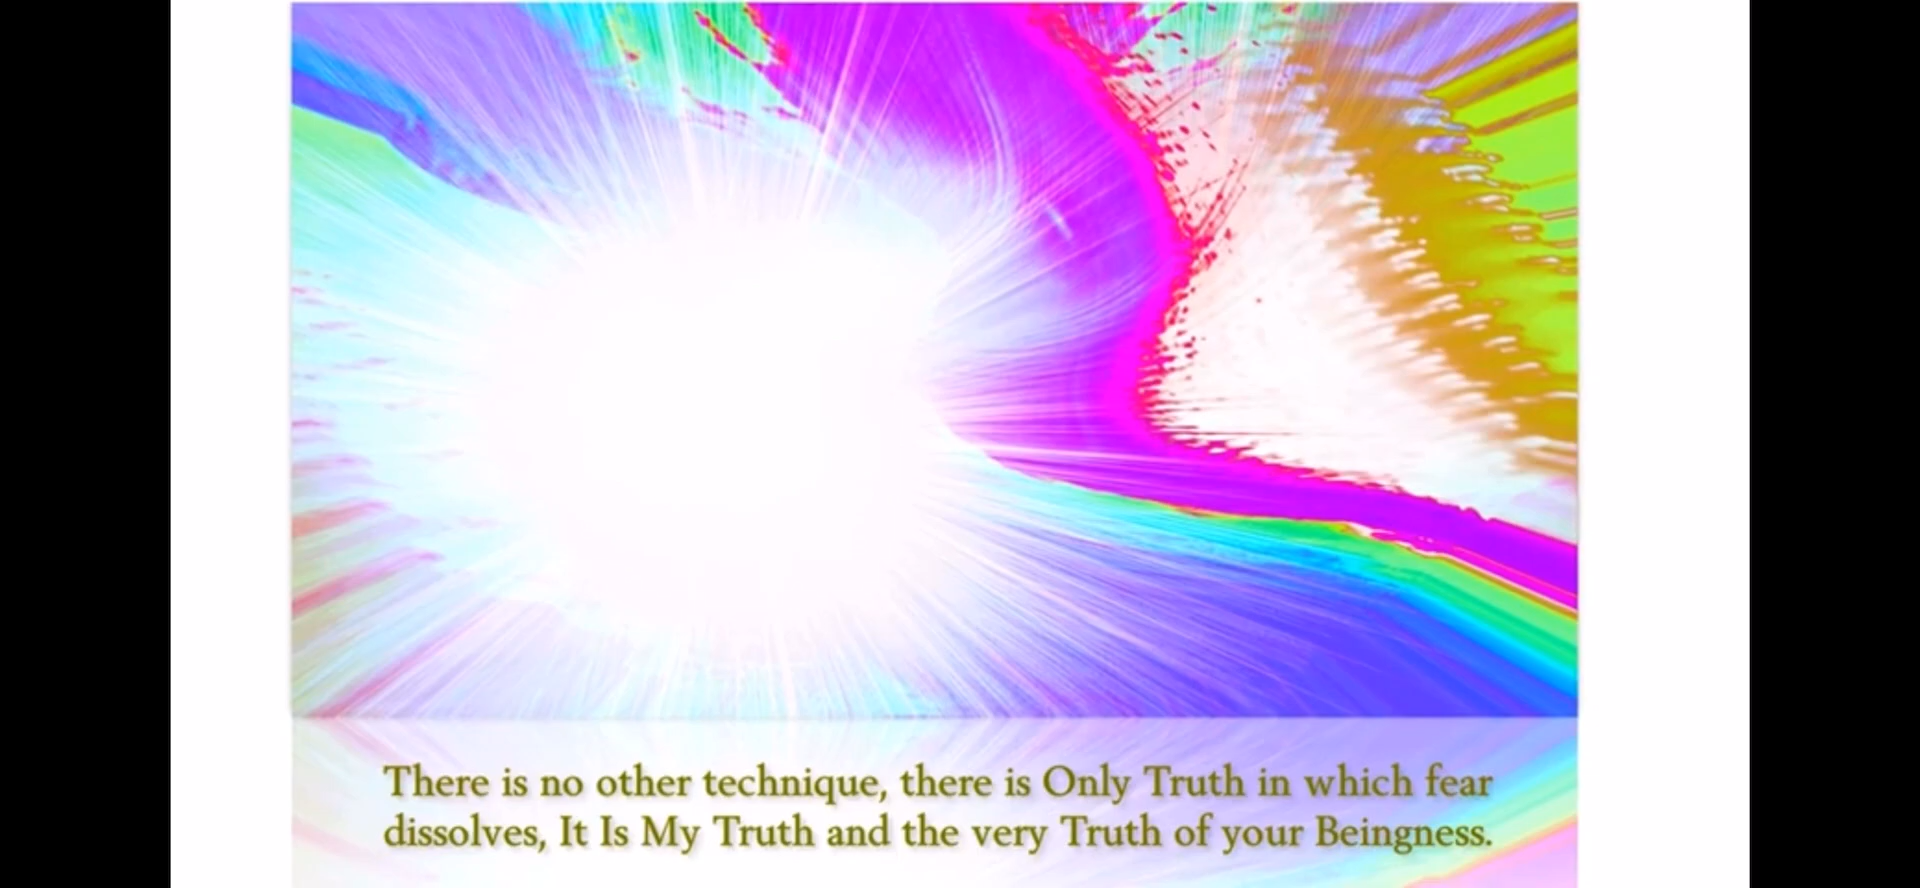 There is no other technique, there is Only Truth in which fear
dissolves, It Is My Truth and the very Truth of your Beingness.